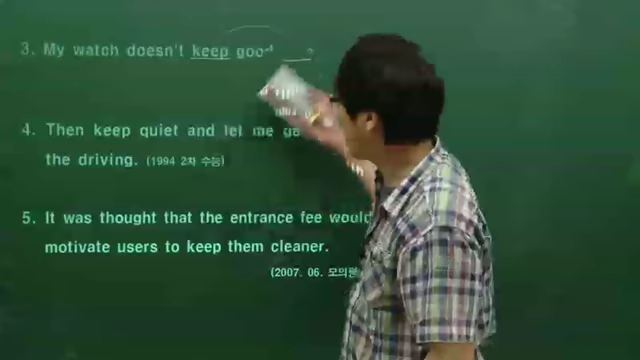 3. My watch doesn't keep good
4. Then keep quiet and let me
the driving. (1994 2차 수능)
5. It was thought that the entrance fee would
motivate users to keep them cleaner.
(2007. 06.